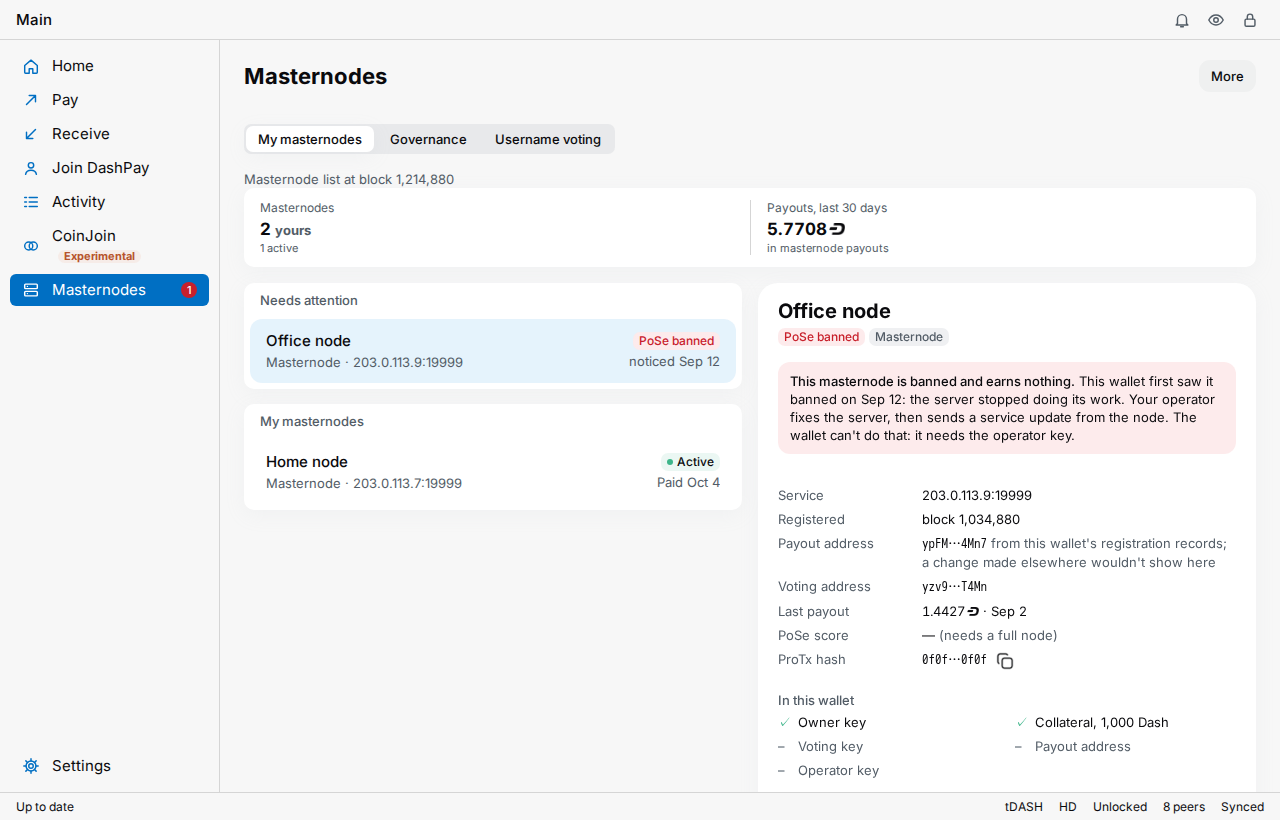 Main
Home
Pay
Receive
Join DashPay
Activity
CoinJoin
Experimental
Masternodes 1
Settings
Masternodes
More
My masternodes Governance Username voting
Masternode list at block 1,214,880
Masternodes
2 yours
1 active
Payouts, last 30 days
5.7708
in masternode payouts
Needs attention
Office node PoSe banned
Masternode · 203.0.113.9:19999 noticed Sep 12
My masternodes
Home node Active
Masternode · 203.0.113.7:19999 Paid Oct 4
Office node
PoSe banned Masternode
This masternode is banned and earns nothing. This wallet first saw it
banned on Sep 12: the server stopped doing its work. Your operator
fixes the server, then sends a service update from the node. The
wallet can't do that: it needs the operator key.
Service 203.0.113.9:19999
Registered block 1,034,880
Payout address ypFM···4Mn7 from this wallet's registration records;
a change made elsewhere wouldn't show here
Voting address yzv9···T4Mn
Last payout 1.4427 · Sep 2
PoSe score — (needs a full node)
ProTx hash 0f0f···0f0f
In this wallet
✓ Owner key ✓ Collateral, 1,000 Dash
– Voting key – Payout address
– Operator key
Up to date tDASH HD Unlocked 8 peers Synced